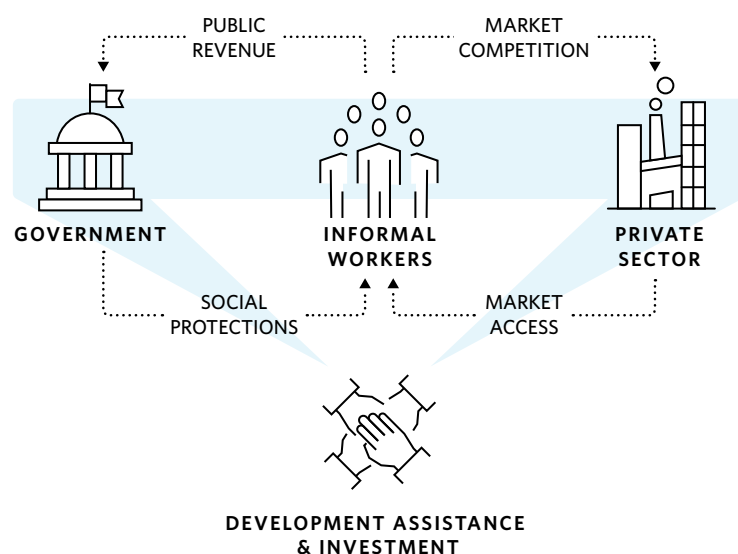 PUBLIC
REVENUE
MARKET
COMPETITION
GOVERNMENT
INFORMAL
WORKERS
PRIVATE
SECTOR
SOCIAL
PROTECTIONS
MARKET
ACCESS
DEVELOPMENT ASSISTANCE
& INVESTMENT